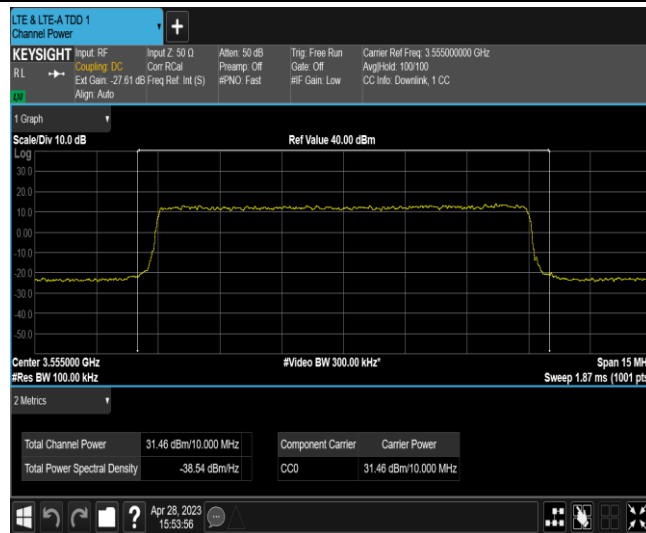 LTE & LTE-A TDD 1
Channel Power
+
KEYSIGHT Input: RF Input Z: 50 Ω Atten: 50 dB Trig: Free Run Carrier Ref Freq: 3.555000000 GHz
RL Coupling: DC Corr RCal Preamp: Off Gate: Off Avg|Hold: 100/100
Ext Gain: -27.61 dB Freq Ref: Int (S) #PNO: Fast #IF Gain: Low CC Info: Downlink, 1 CC
Align: Auto
1 Graph
Scale/Div 10.0 dB Ref Value 40.00 dBm
Log
30.0
20.0
10.0
0.00
-10.0
-20.0
-30.0
-40.0
-50.0
Center 3.555000 GHz #Video BW 300.00 kHz* Span 15 MH
#Res BW 100.00 kHz Sweep 1.87 ms (1001 pts
2 Metrics
Total Channel Power 31.46 dBm/10.000 MHz Component Carrier Carrier Power
Total Power Spectral Density -38.54 dBm/Hz CC0 31.46 dBm/10.000 MHz
? Apr 28, 2023
15:53:56